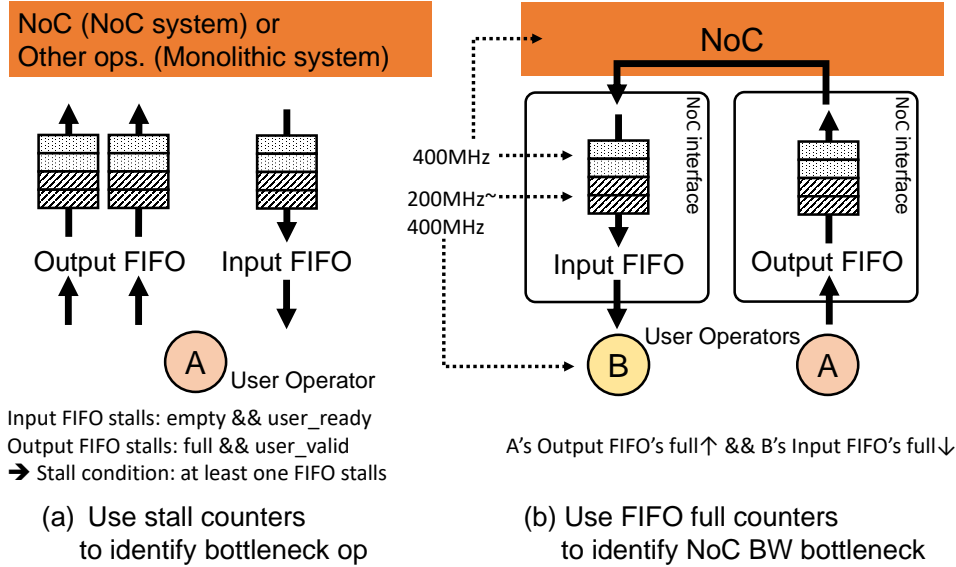 NoC (NoC system) or
Other ops. (Monolithic system)
Output FIFO
Input FIFO
A
User Operator
Input FIFO stalls: empty && user_ready
Output FIFO stalls: full && user_valid
➔ Stall condition: at least one FIFO stalls
(a) Use stall counters
to identify bottleneck op
NoC
NoC interface
NoC interface
400MHz
200MHz~
400MHz
Input FIFO
Output FIFO
User Operators
B
A
A's Output FIFO's full↑ && B's Input FIFO's full↓
(b) Use FIFO full counters
to identify NoC BW bottleneck